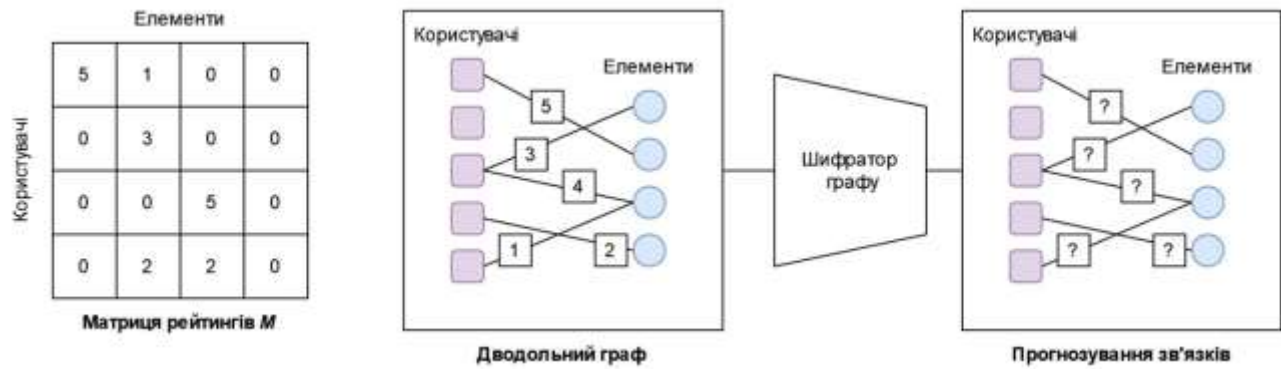 Елементи
Користувачі
5 1 0 0
0 3 0 0
0 0 5 0
0 2 2 0
Матриця рейтингів M
Користувачі
Елементи
5
3
4
1
2
Дводольний граф
Шифратор
графу
Користувачі
Елементи
?
?
?
?
?
Прогнозування зв'язків